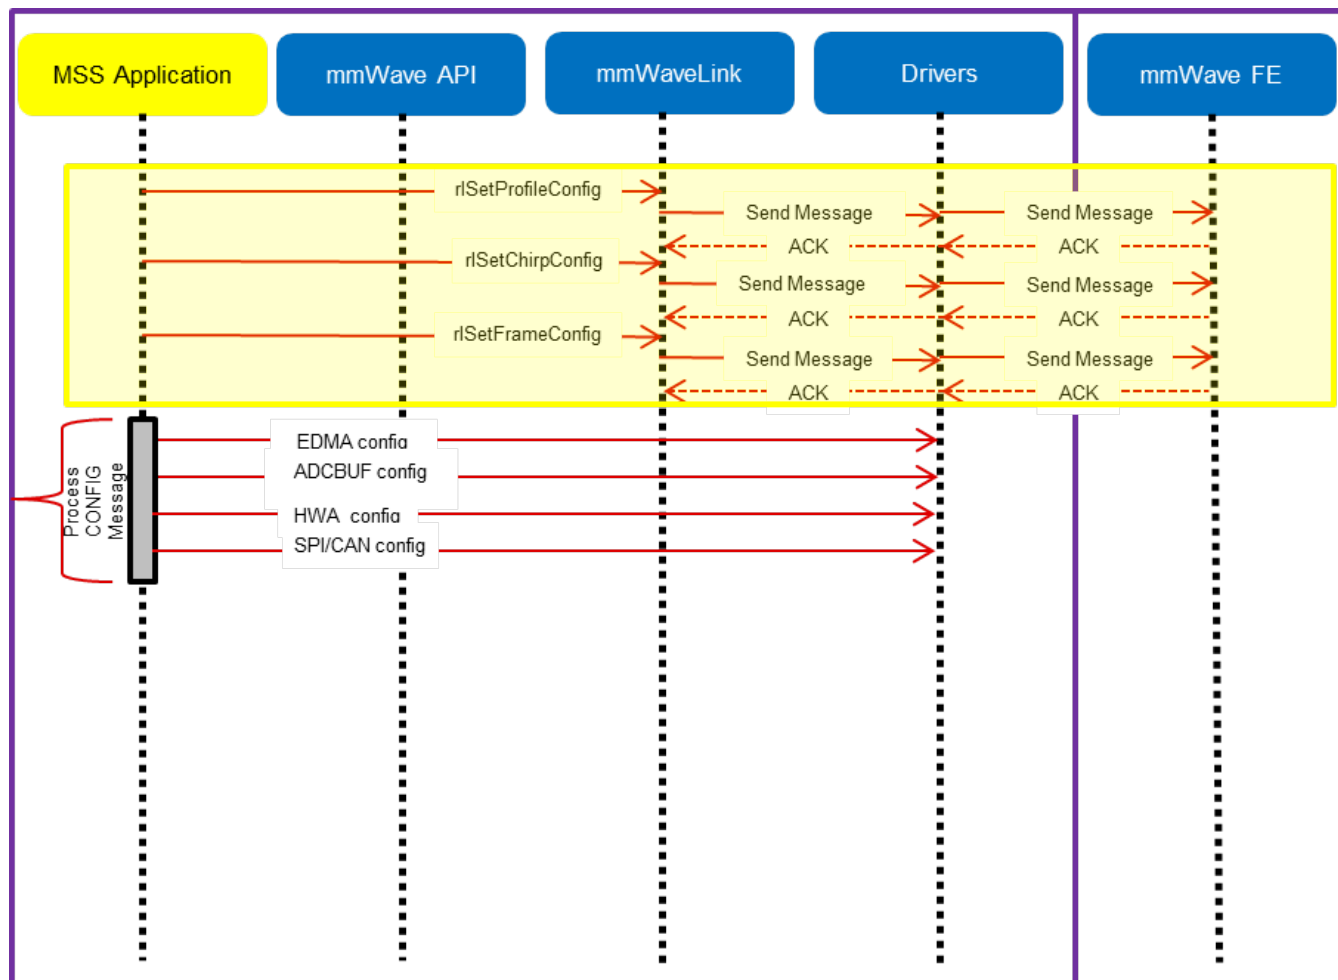 MSS Application
mmWave API
mmWaveLink
Drivers
mmWave FE
rlSetProfileConfig
Send Message
Send Message
ACK
ACK
rlSetChirpConfig
Send Message
Send Message
ACK
ACK
rlSetFrameConfig
Send Message
Send Message
ACK
ACK
Process
CONFIG
Message
EDMA config
ADCBUF config
HWA config
SPI/CAN config